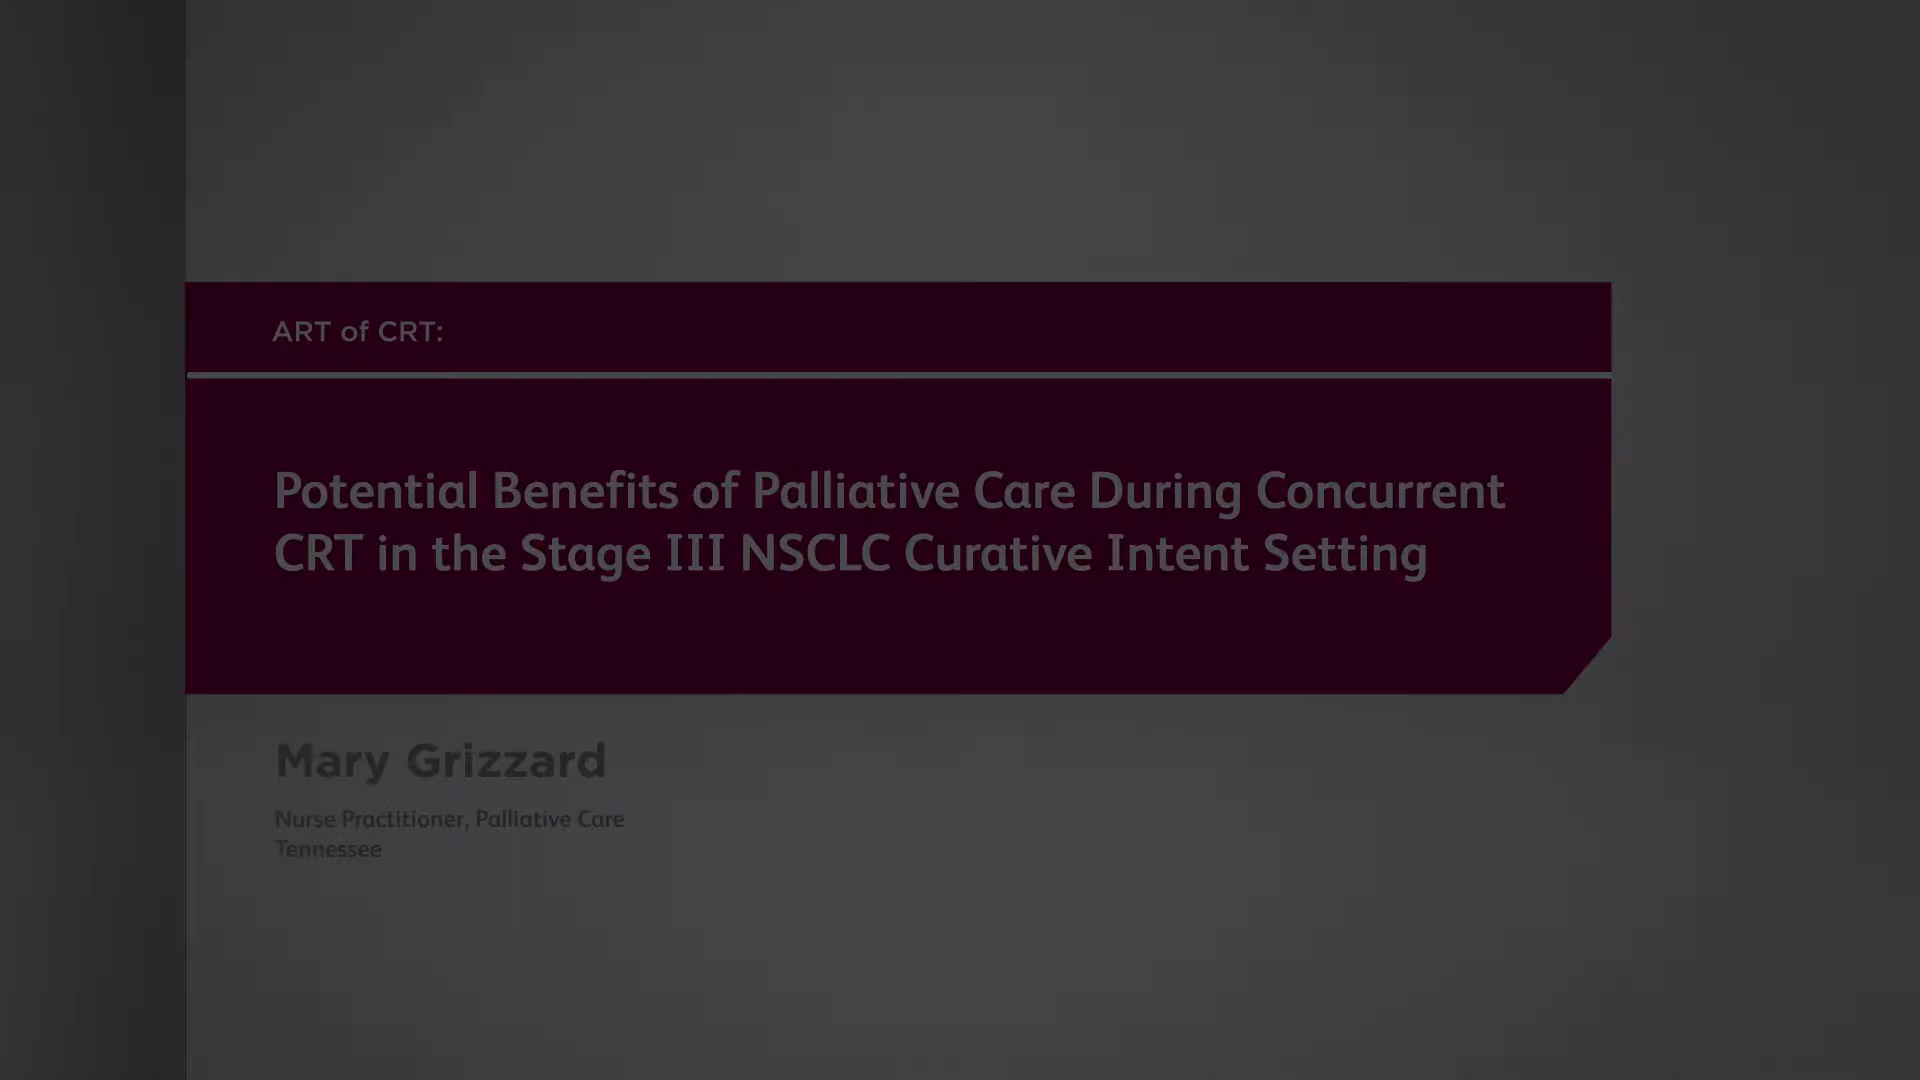 ART of CRT:
Potential Benefits of Palliative Care During Concurrent
CRT in the Stage III NSCLC Curative Intent Setting
Mary Grizzard
Nurse Practitioner, Palliative Care
Tennessee